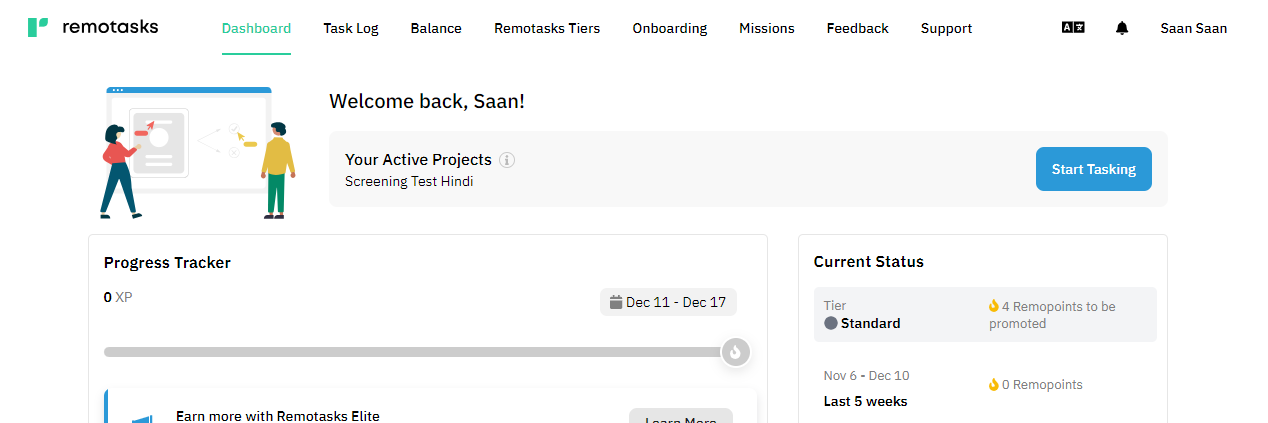 remotasks
Dashboard
Task Log
Balance
Remotasks Tiers
Onboarding
Missions
Feedback
Support
A
Saan Saan
Welcome back, Saan!
Your Active Projects
Screening Test Hindi
Start Tasking
Progress Tracker
0 XP
Dec 11 - Dec 17
Earn more with Remotasks Elite
Learn More
Current Status
Tier
Standard
4 Remopoints to be
promoted
Nov 6 - Dec 10
Last 5 weeks
0 Remopoints